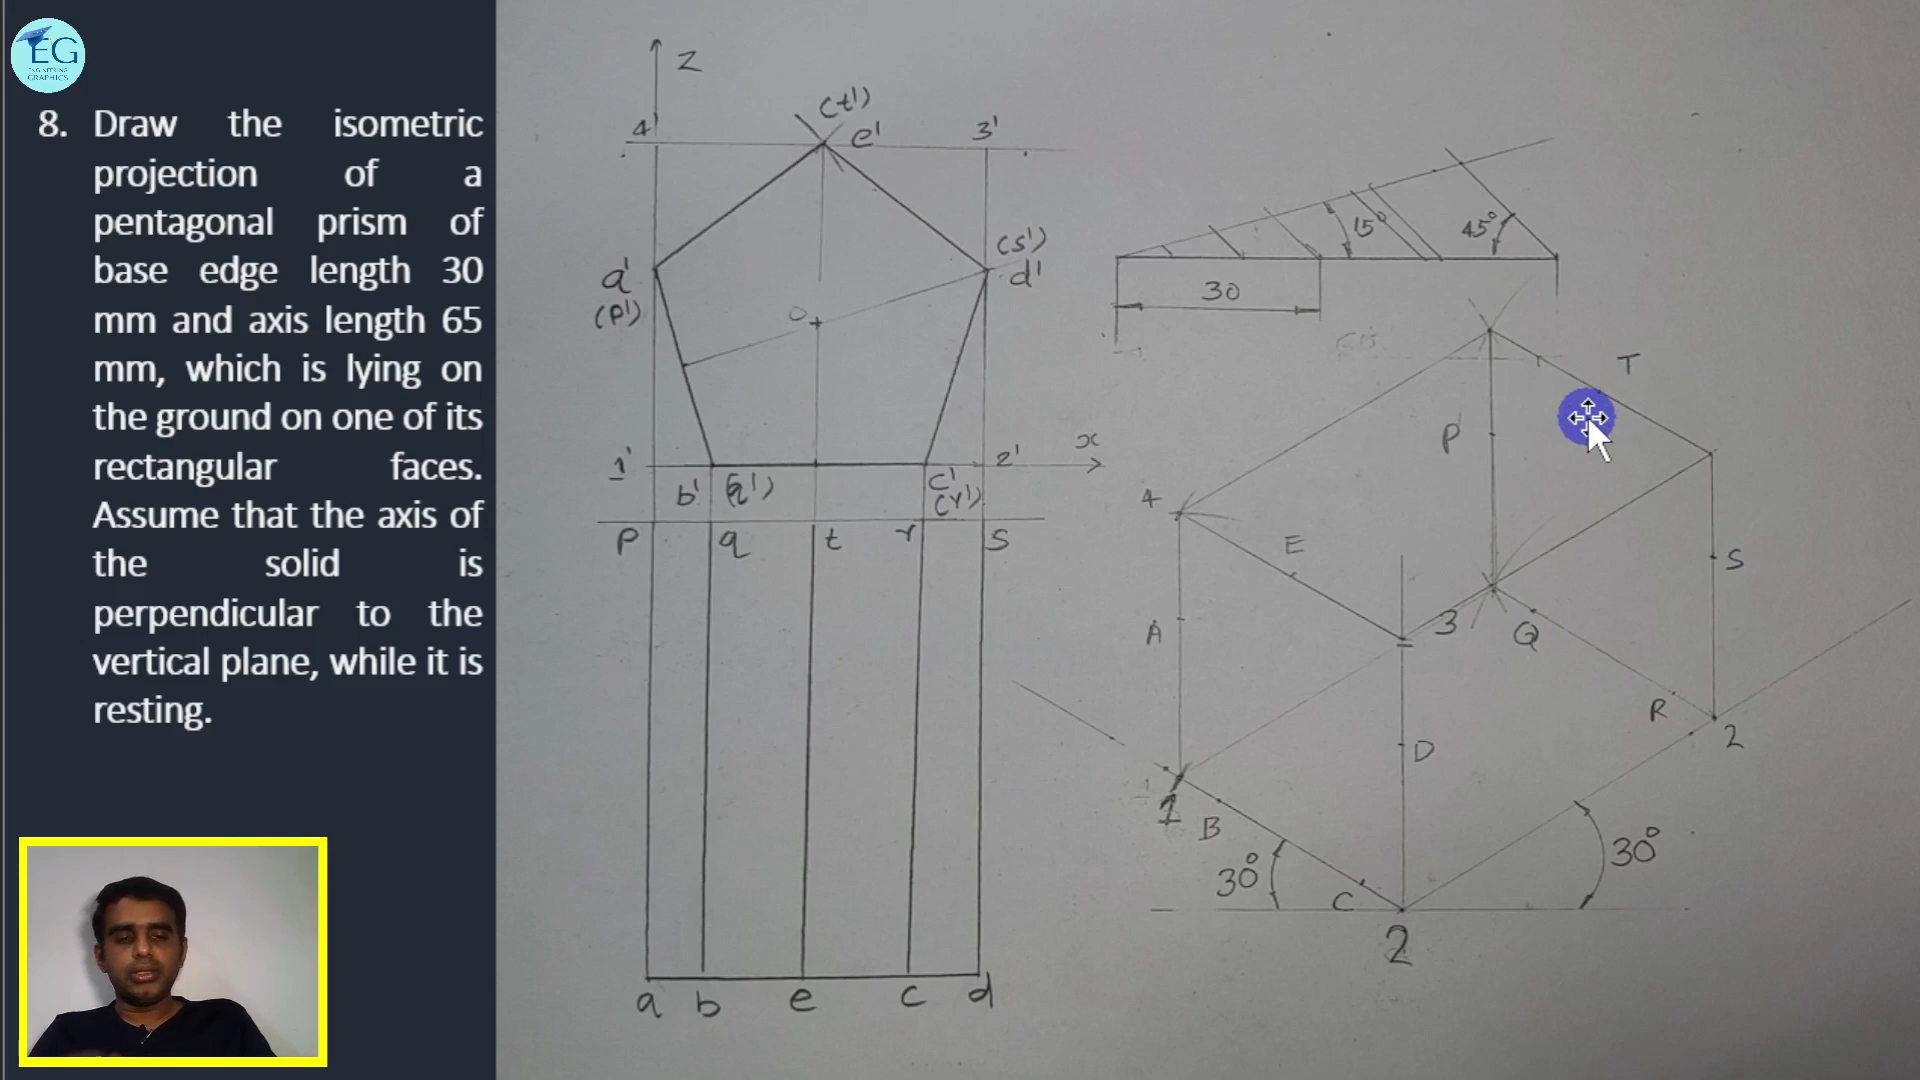 EG
ENGINEERING
GRAPHICS
8. Draw the isometric
projection of a
pentagonal prism of
base edge length 30
mm and axis length 65
mm, which is lying on
the ground on one of its
rectangular faces.
Assume that the axis of
the solid is
perpendicular to the
vertical plane, while it is
resting.
z
(t')
4' e' 3'
(s')
a' d'
(p')
o
x
1' 2'
b' (q') c'
(r')
p q t r s
a b e c d
15° 45°
30
T
P
4
E
S
3
A Q
R
2
D
1
B
30° 30°
C
2